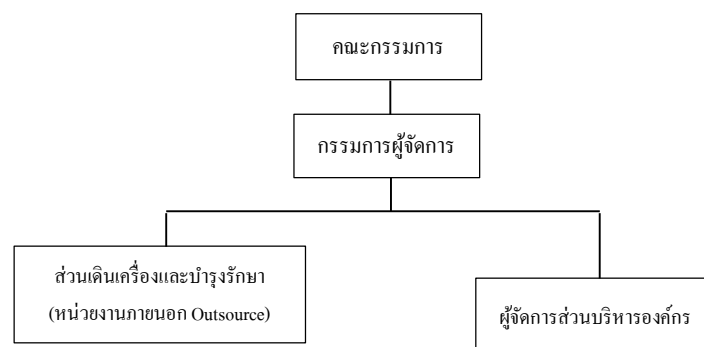 คณะกรรมการ
กรรมการผู้จัดการ
ส่วนเดินเครื่องและบำรุงรักษา
(หน่วยงานภายนอก Outsource)
ผู้จัดการส่วนบริหารองค์กร